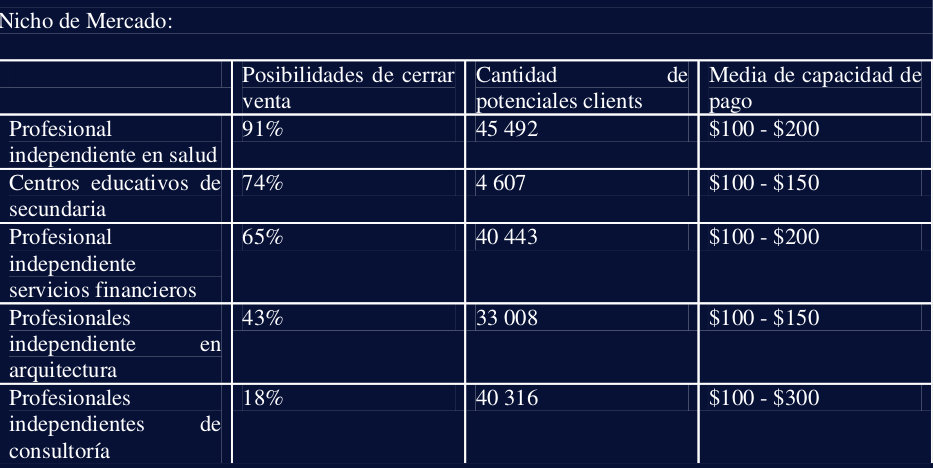 Nicho de Mercado:
Posibilidades de cerrar venta
Cantidad de potenciales clients
Media de capacidad de pago
Profesional independiente en salud
91%
45 492
$100 - $200
Centros educativos de secundaria
74%
4 607
$100 - $150
Profesional independiente servicios financieros
65%
40 443
$100 - $200
Profesionales independiente en arquitectura
43%
33 008
$100 - $150
Profesionales independientes de consultoría
18%
40 316
$100 - $300